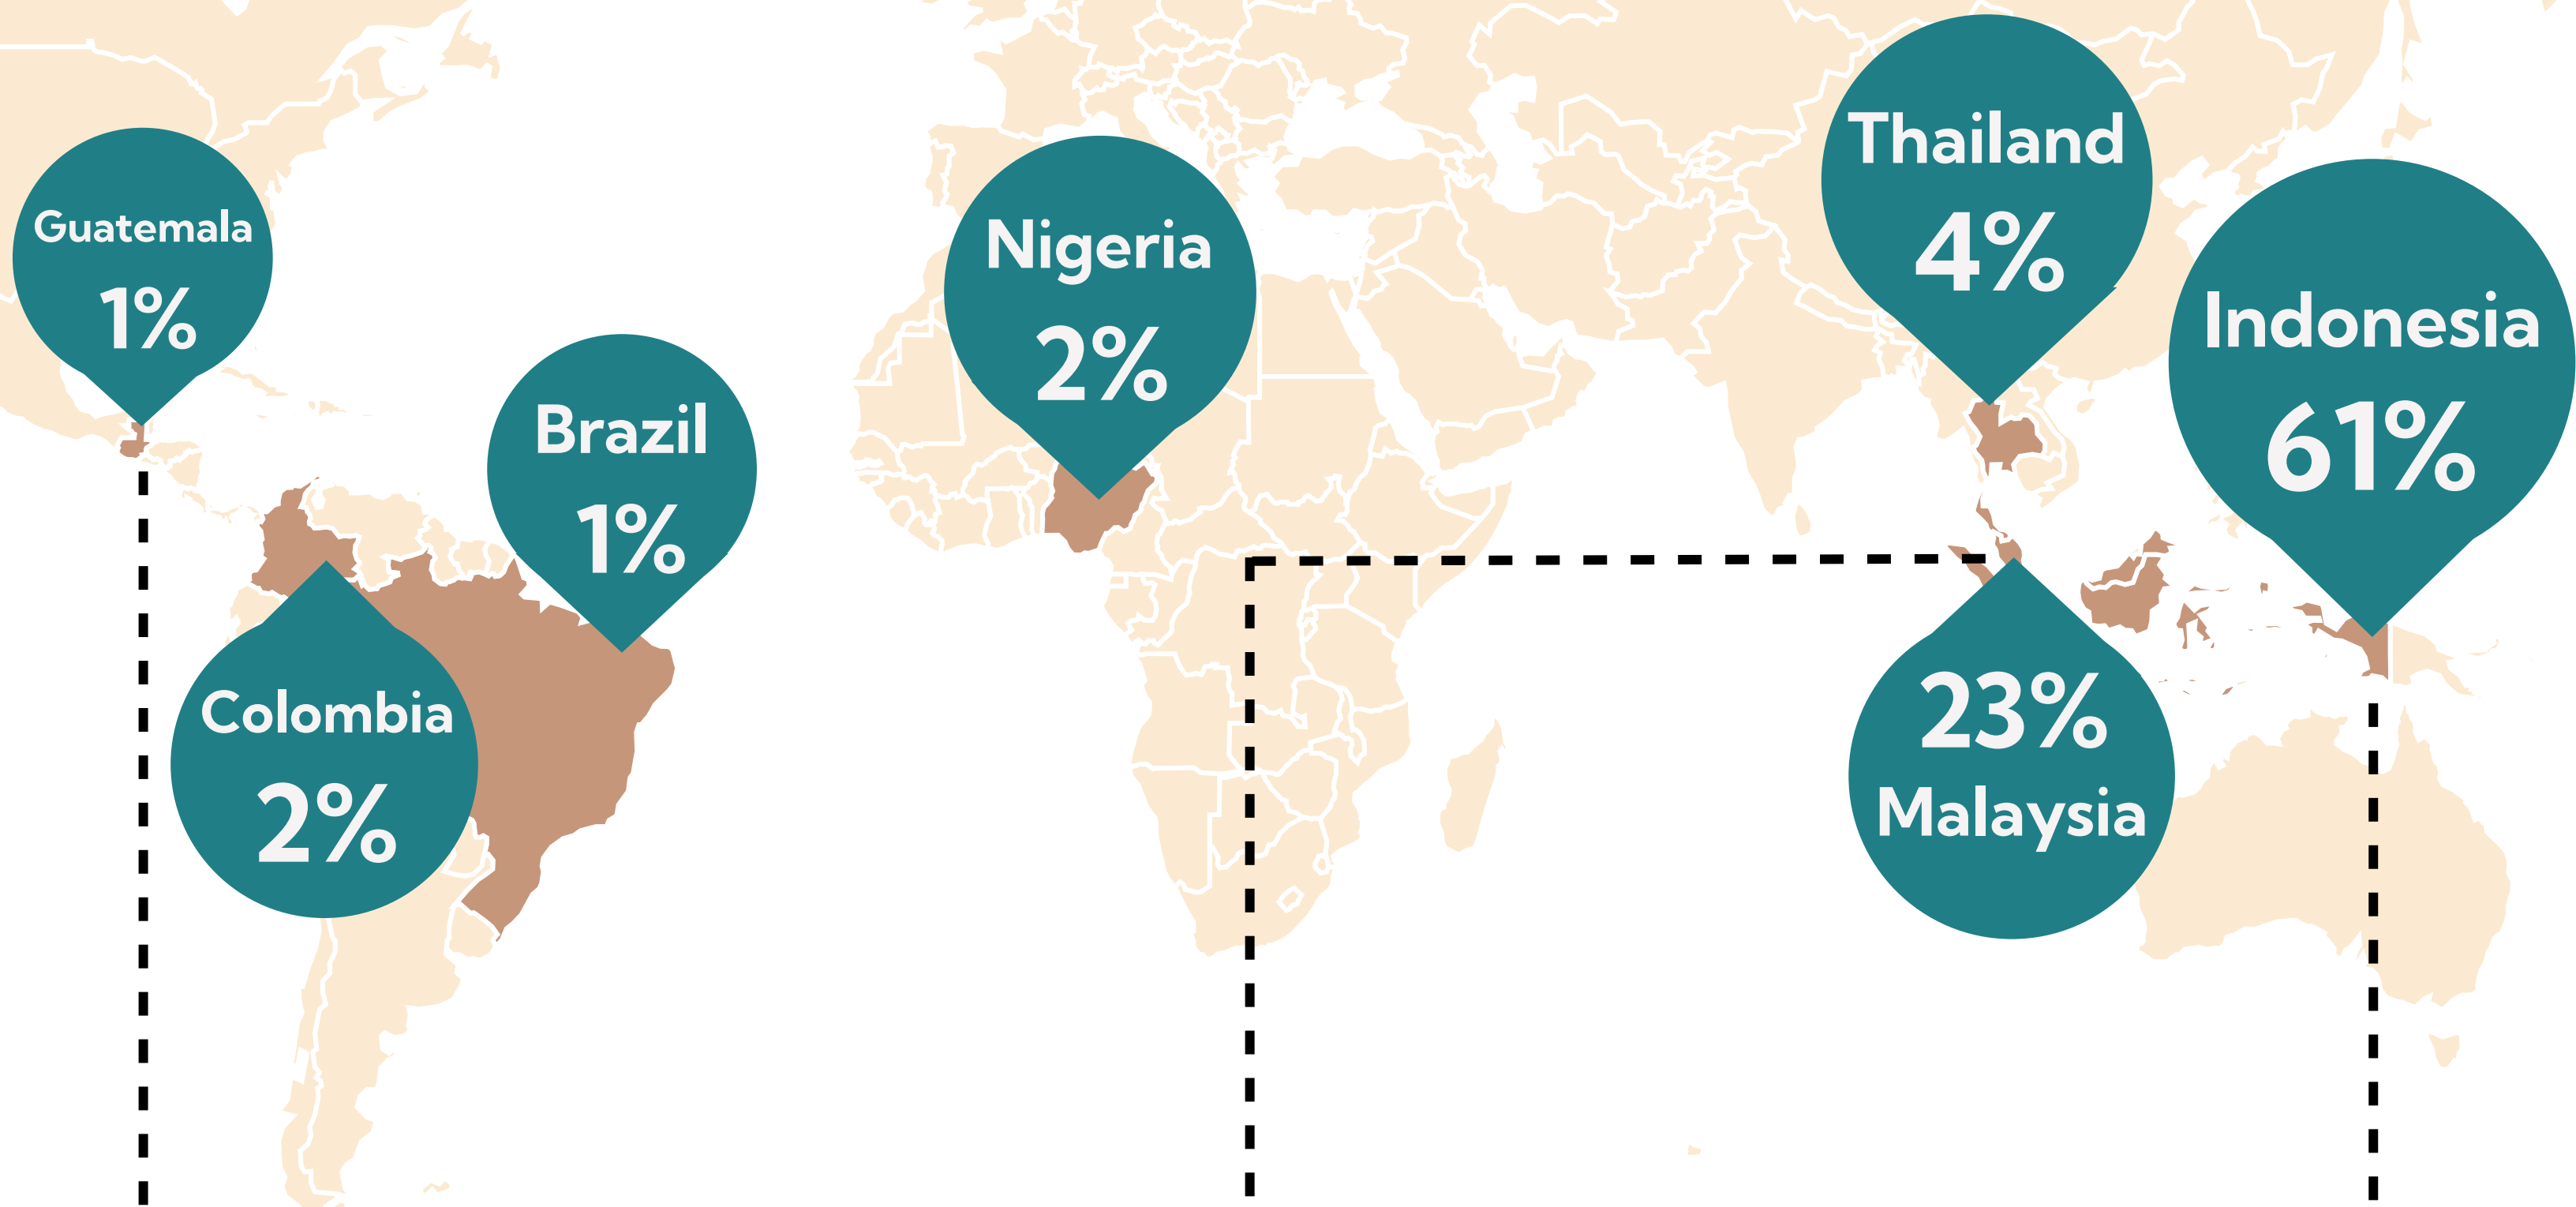 Guatemala
1%
Colombia
2%
Brazil
1%
Nigeria
2%
Thailand
4%
23%
Malaysia
Indonesia
61%